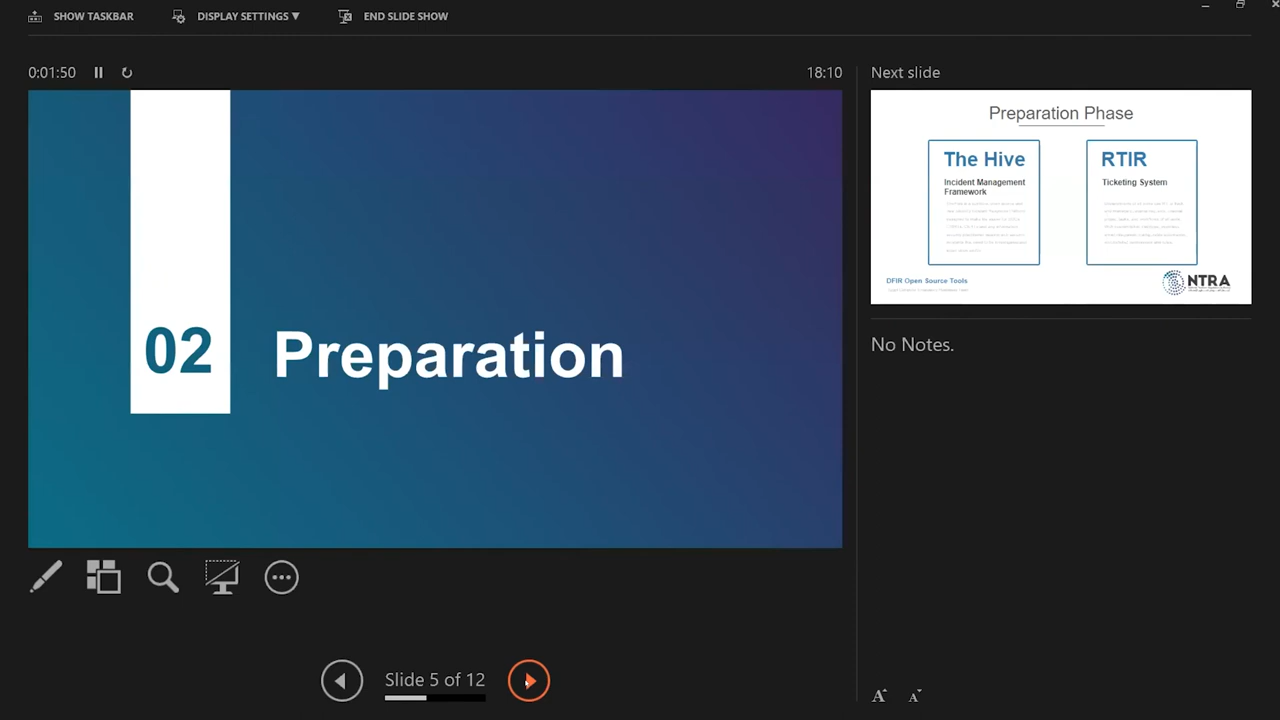 SHOW TASKBAR
DISPLAY SETTINGS ▼
END SLIDE SHOW
0:01:50
18:10
02
Preparation
Slide 5 of 12
Next slide
Preparation Phase
The Hive
Incident Management
Framework
RTIR
Ticketing System
DFIR Open Source Tools
NTRA
No Notes.
A
A